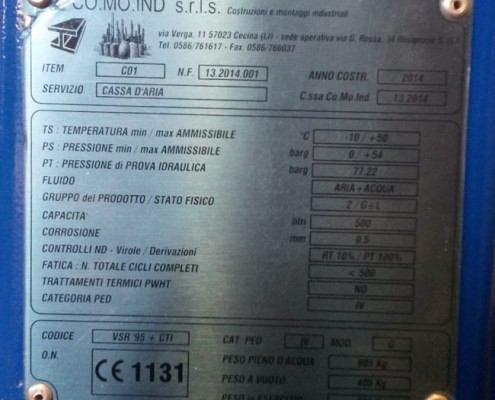 CO.MO.IND s.r.l.s. Costruzioni e montaggi industriali
via Verga. 11 57023 Cecina (LI) - sede operativa via G. Rossa, 34 Rosignano S. (LI)
Tel. 0586/761617 - Fax 0586/766037
ITEM C01 N.F. 13.2014.001 ANNO COSTR. 2014
SERVIZIO CASSA D'ARIA C.ssa Co.Mo.Ind. 13.2014
TS : TEMPERATURA min / max AMMISSIBILE °C -10 / +50
PS : PRESSIONE min / max AMMISSIBILE barg 0 / +54
PT : PRESSIONE di PROVA IDRAULICA barg 77.22
FLUIDO ARIA+ACQUA
GRUPPO del PRODOTTO / STATO FISICO 2 / G+L
CAPACITA' litri 500
CORROSIONE mm 0,5
CONTROLLI ND - Virole / Derivazioni RT 10% / PT 100%
FATICA : N. TOTALE CICLI COMPLETI < 500
TRATTAMENTI TERMICI PWHT NO
CATEGORIA PED IV
CODICE VSR '95 + CTI CAT. PED IV MOD. G
O.N. CE 1131 PESO PIENO D'ACQUA 905 Kg
PESO A VUOTO 405 Kg
PESO in ESERCIZIO